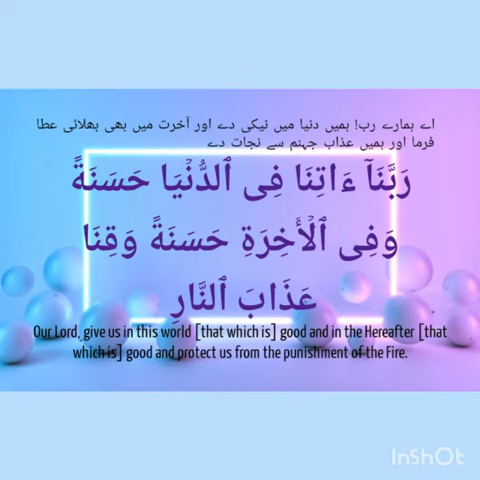 اے ہمارے رب! ہمیں دنیا میں نیکی دے اور آخرت میں بھی بھلائی عطا
فرما اور ہمیں عذاب جہنم سے نجات دے
رَبَّنَآ ءَاتِنَا فِى ٱلدُّنْيَا حَسَنَةً
وَفِى ٱلْأَخِرَةِ حَسَنَةً وَقِنَا
عَذَابَ ٱلنَّارِ
Our Lord, give us in this world [that which is] good and in the Hereafter [that
which is] good and protect us from the punishment of the Fire.
InShOt